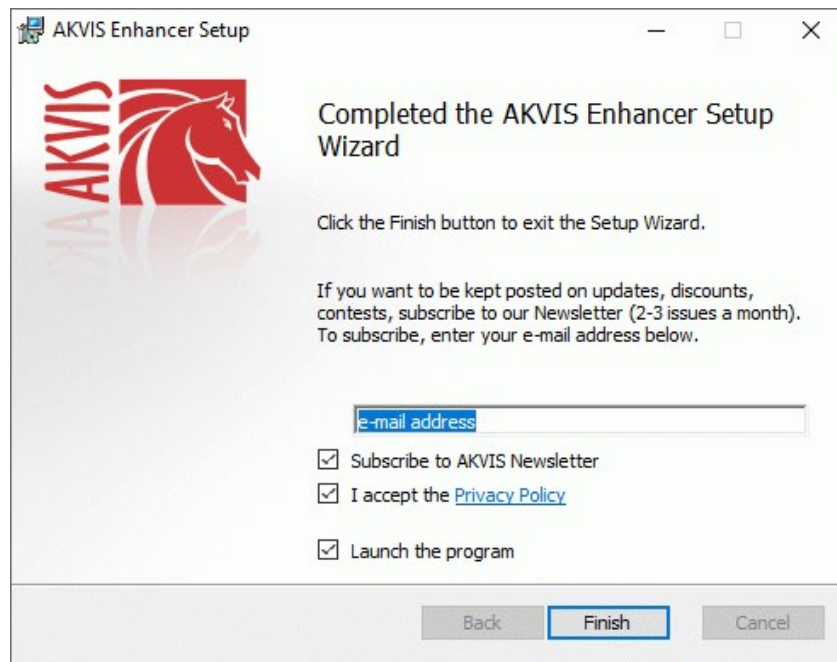 AKVIS Enhancer Setup
AKVIS
Completed the AKVIS Enhancer Setup
Wizard
Click the Finish button to exit the Setup Wizard.
If you want to be kept posted on updates, discounts,
contests, subscribe to our Newsletter (2-3 issues a month).
To subscribe, enter your e-mail address below.
e-mail address
Subscribe to AKVIS Newsletter
I accept the Privacy Policy
Launch the program
Back Finish Cancel